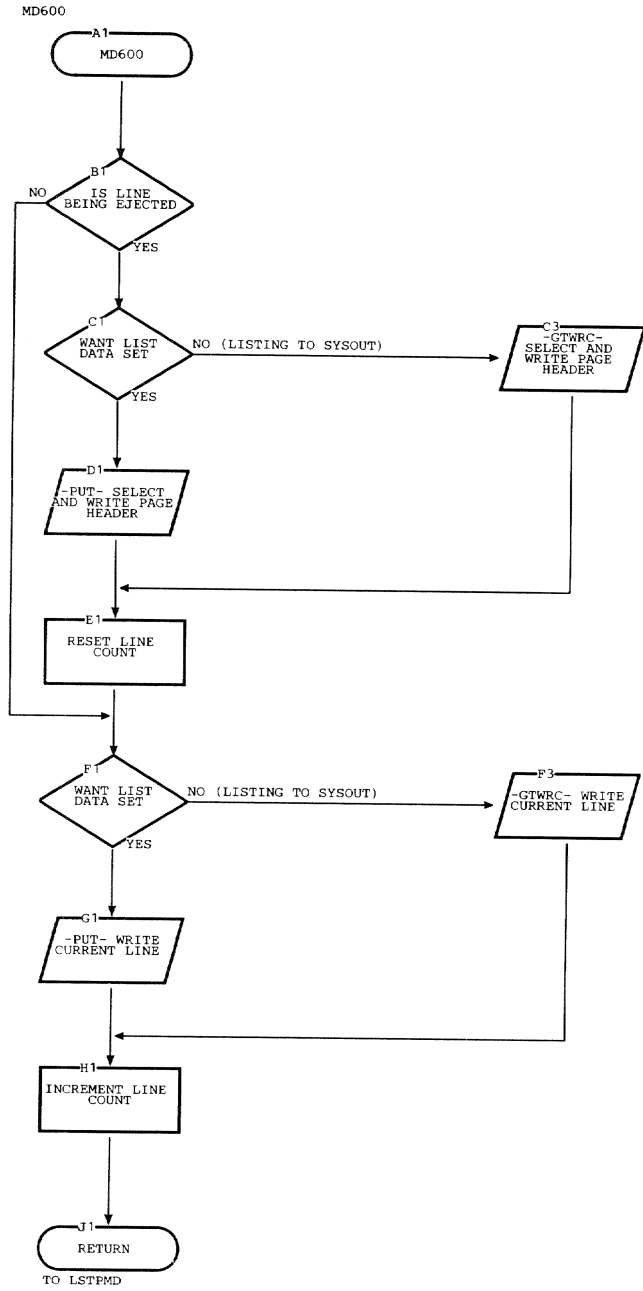 MD600
A1
MD600
B1
IS LINE
BEING EJECTED
NO
YES
C1
WANT LIST
DATA SET
NO (LISTING TO SYSOUT)
YES
C3
-GTWRC-
SELECT AND
WRITE PAGE
HEADER
D1
-PUT- SELECT
AND WRITE PAGE
HEADER
E1
RESET LINE
COUNT
F1
WANT LIST
DATA SET
NO (LISTING TO SYSOUT)
YES
F3
-GTWRC- WRITE
CURRENT LINE
G1
-PUT- WRITE
CURRENT LINE
H1
INCREMENT LINE
COUNT
J1
RETURN
TO LSTPMD